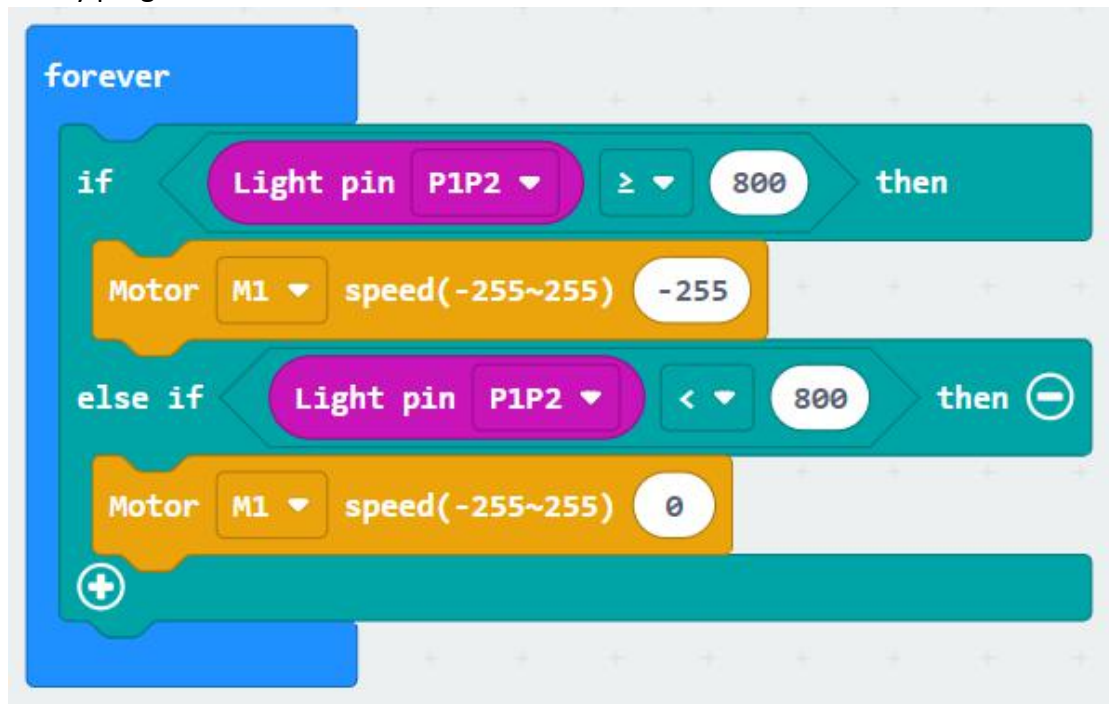 forever
if Light pin P1P2 ≥ 800 then
Motor M1 speed(-255~255) -255
else if Light pin P1P2 < 800 then
Motor M1 speed(-255~255) 0